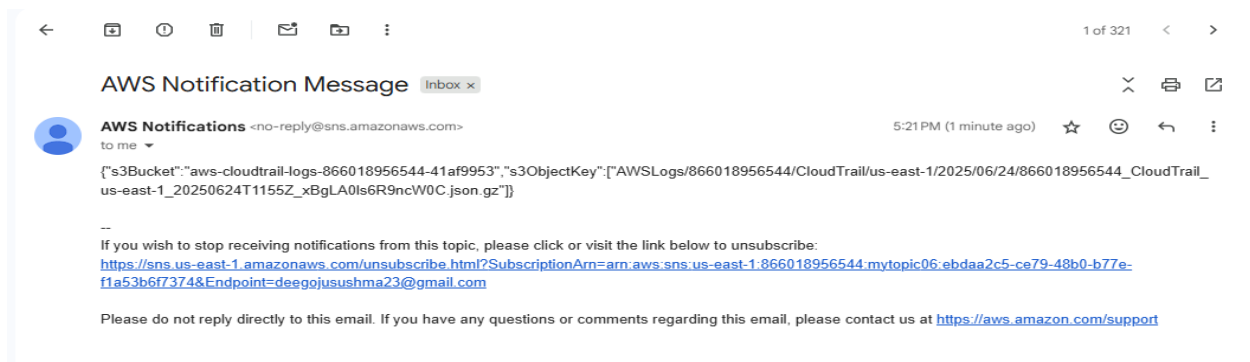 1 of 321
AWS Notification Message Inbox ×
AWS Notifications <no-reply@sns.amazonaws.com> 5:21 PM (1 minute ago)
to me
{"s3Bucket":"aws-cloudtrail-logs-866018956544-41af9953","s3ObjectKey":["AWSLogs/866018956544/CloudTrail/us-east-1/2025/06/24/866018956544_CloudTrail_
us-east-1_20250624T1155Z_xBgLA0ls6R9ncW0C.json.gz"]}
--
If you wish to stop receiving notifications from this topic, please click or visit the link below to unsubscribe:
https://sns.us-east-1.amazonaws.com/unsubscribe.html?SubscriptionArn=arn:aws:sns:us-east-1:866018956544:mytopic06:ebdaa2c5-ce79-48b0-b77e-
f1a53b6f7374&Endpoint=deegojusushma23@gmail.com
Please do not reply directly to this email. If you have any questions or comments regarding this email, please contact us at https://aws.amazon.com/support